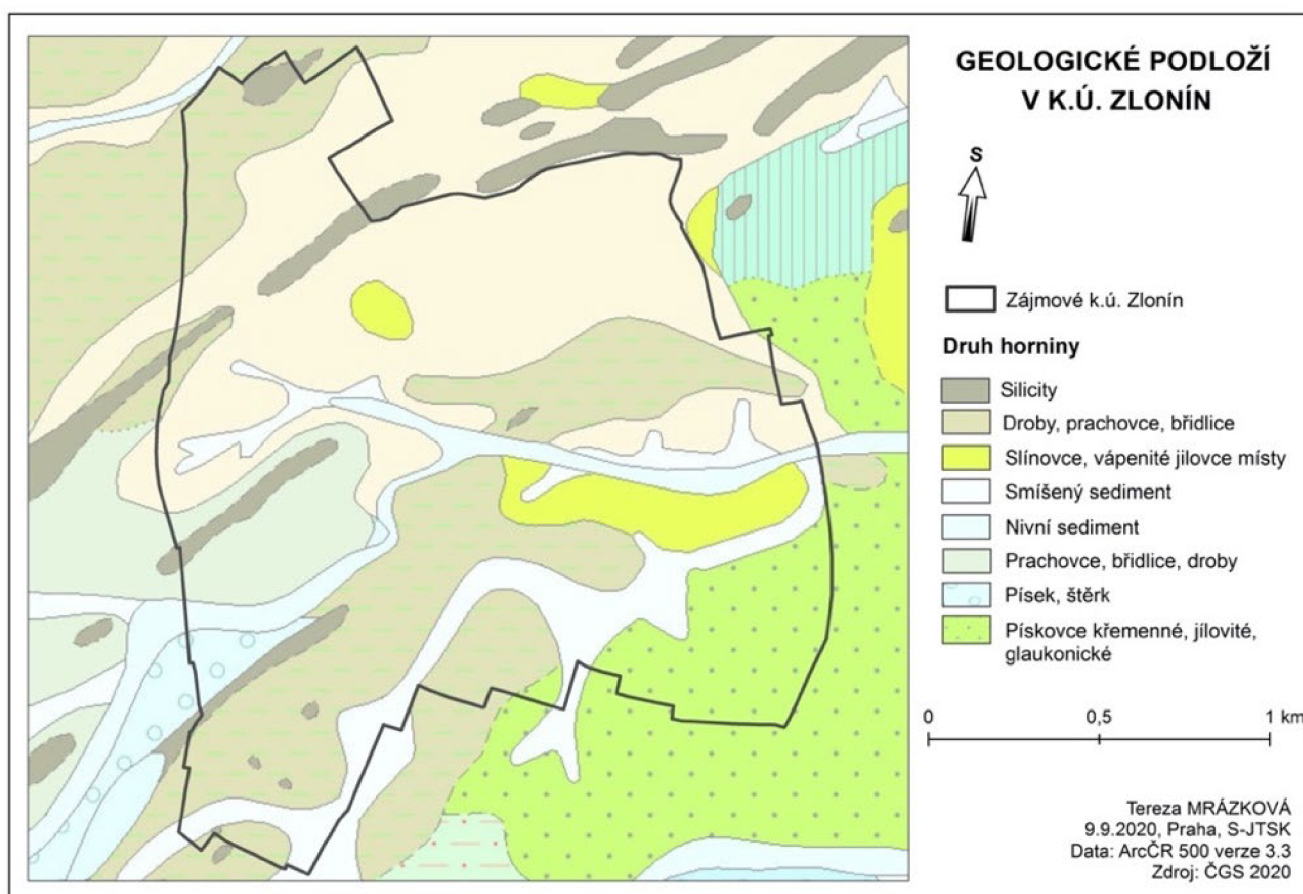 GEOLOGICKÉ PODLOŽÍ
V K.Ú. ZLONÍN
S
Zájmové k.ú. Zlonín
Druh horniny
Silicity
Droby, prachovce, břidlice
Slínovce, vápenité jilovce místy
Smíšený sediment
Nivní sediment
Prachovce, břidlice, droby
Písek, štěrk
Pískovce křemenné, jílovité,
glaukonické
0 0,5 1 km
Tereza MRÁZKOVÁ
9.9.2020, Praha, S-JTSK
Data: ArcČR 500 verze 3.3
Zdroj: ČGS 2020